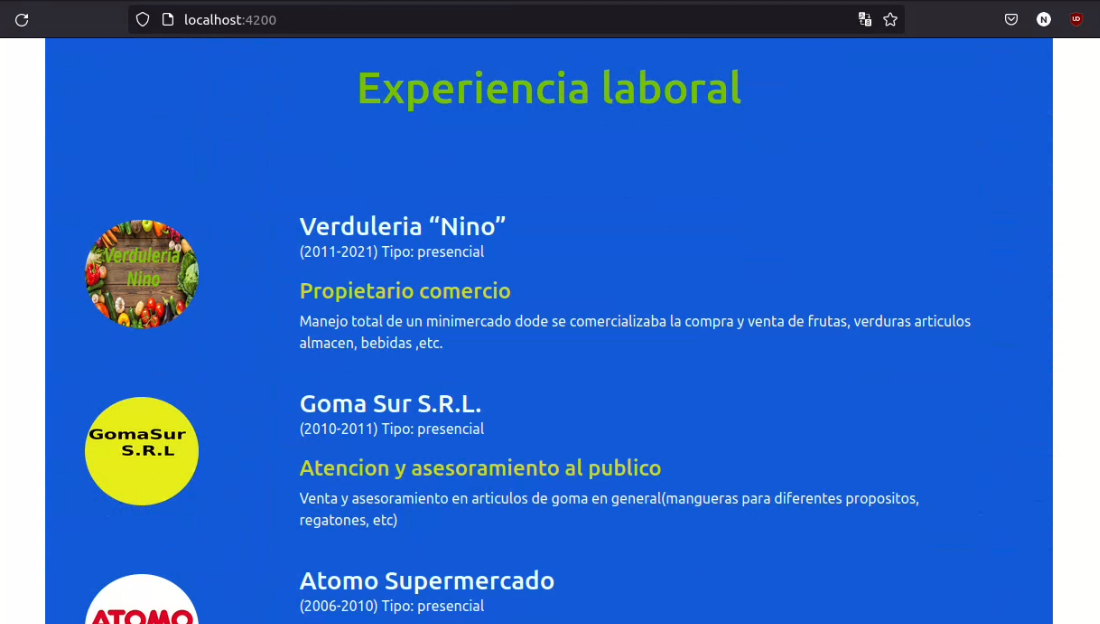 localhost:4200
N
UD
Experiencia laboral
Verduleria
Nino
Verduleria “Nino”
(2011-2021) Tipo: presencial
Propietario comercio
Manejo total de un minimercado dode se comercializaba la compra y venta de frutas, verduras articulos
almacen, bebidas ,etc.
GomaSur
S.R.L
Goma Sur S.R.L.
(2010-2011) Tipo: presencial
Atencion y asesoramiento al publico
Venta y asesoramiento en articulos de goma en general(mangueras para diferentes propositos,
regatones, etc)
ATOMO
Atomo Supermercado
(2006-2010) Tipo: presencial